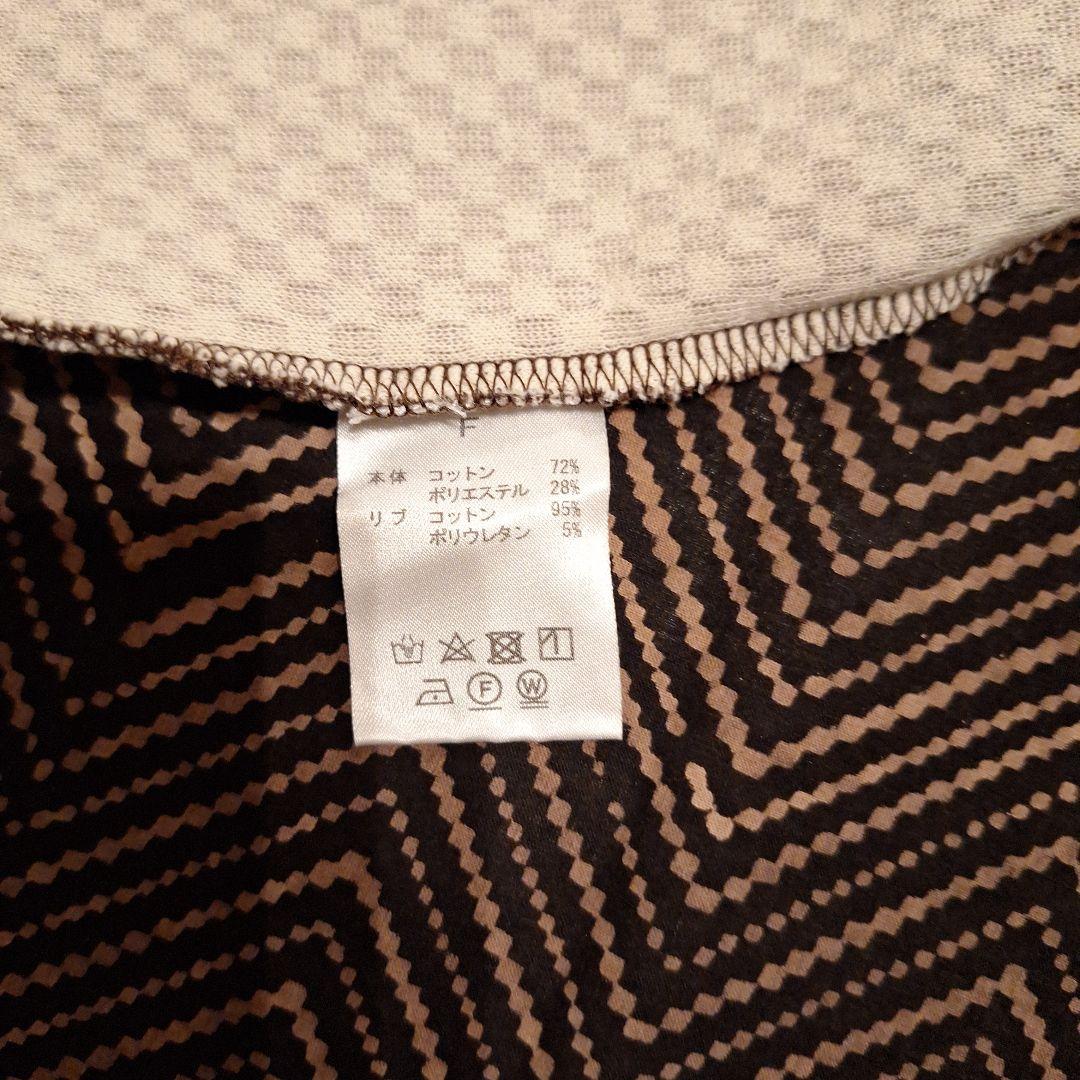 F
本体 コットン 72%
ポリエステル 28%
リブ コットン 95%
ポリウレタン 5%
F W